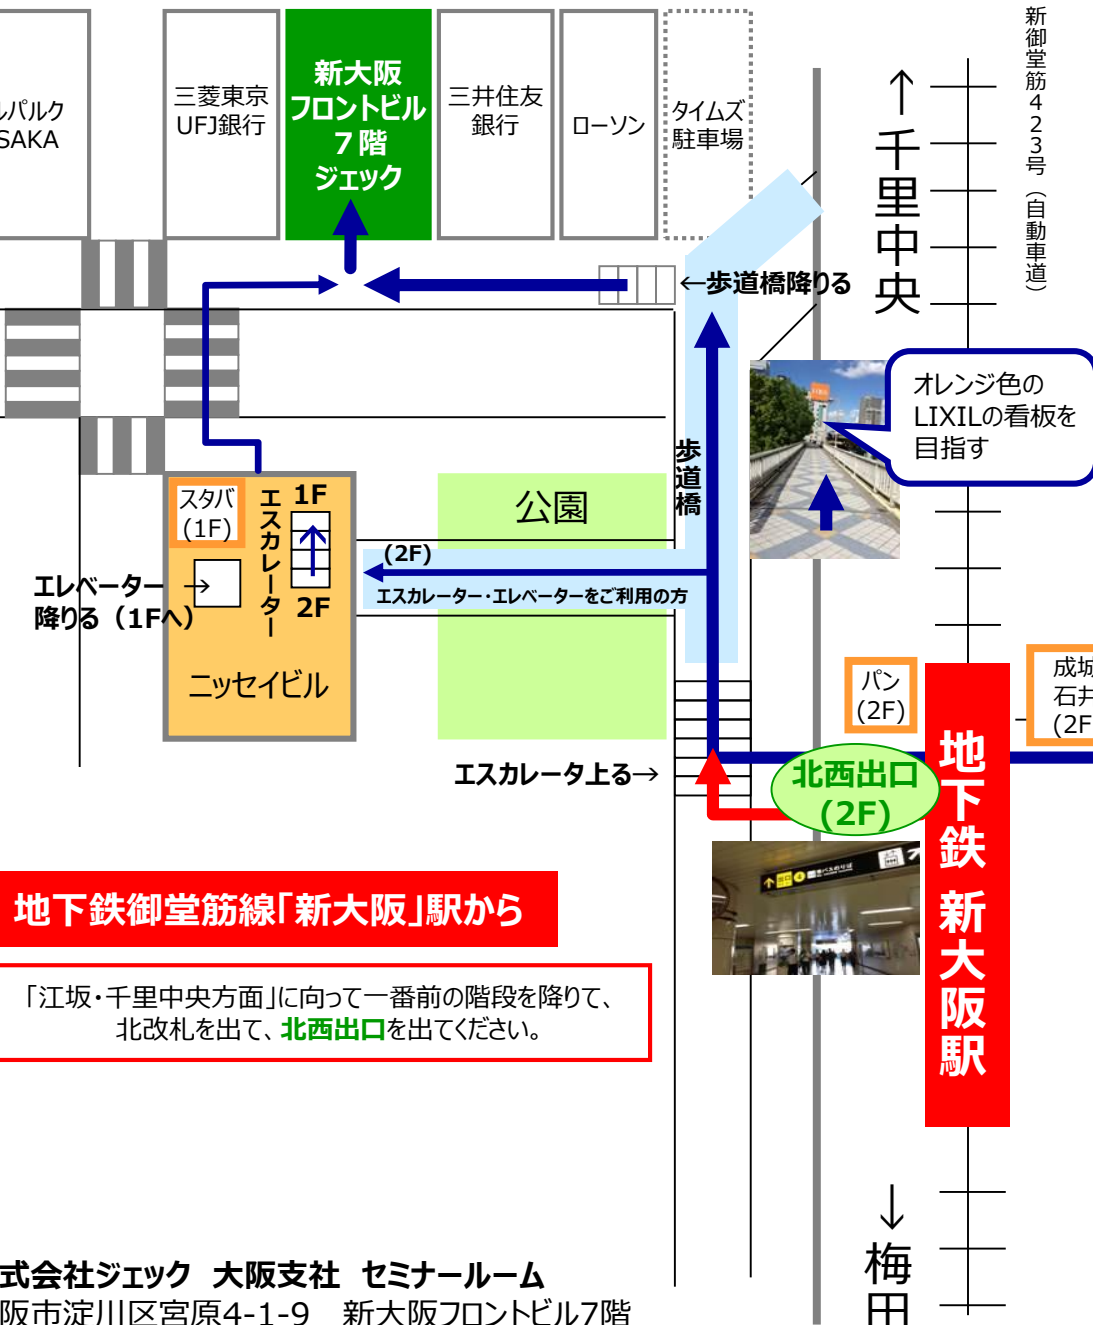 ルパルク
SAKA
三菱東京
UFJ銀行
新大阪
フロントビル
７階
ジェック
三井住友
銀行
ローソン
タイムズ
駐車場
↑千里中央
新御堂筋４２３号（自動車道）
←歩道橋降りる
オレンジ色の
LIXILの看板を
目指す
歩道橋
公園
スタバ
(1F)
エスカレーター
1F
2F
(2F)
エスカレーター・エレベーターをご利用の方
エレベーター →
降りる（1Fへ）
ニッセイビル
パン
(2F)
成城
石井
(2F
エスカレータ上る→
北西出口
(2F)
地下鉄 新大阪駅
地下鉄御堂筋線「新大阪」駅から
「江坂・千里中央方面」に向って一番前の階段を降りて、
北改札を出て、北西出口を出てください。
↓梅田
式会社ジェック 大阪支社 セミナールーム
阪市淀川区宮原4-1-9 新大阪フロントビル7階